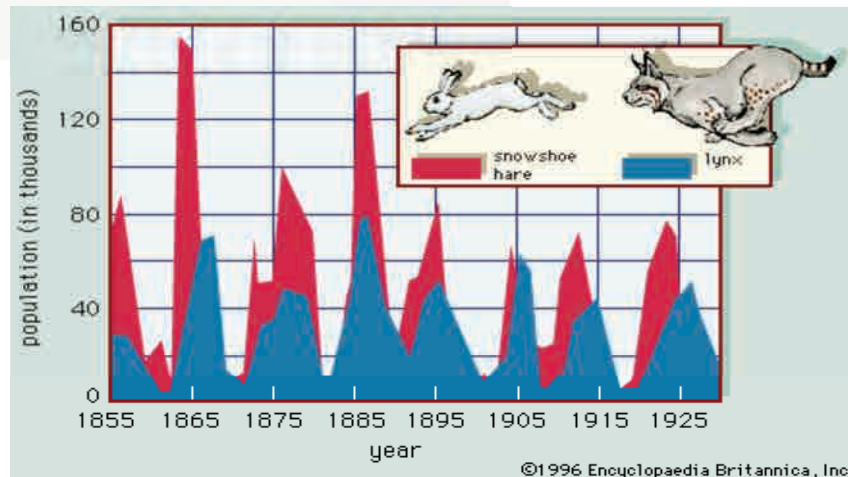 160
120
80
40
0
population (in thousands)
snowshoe
hare
lynx
1855 1865 1875 1885 1895 1905 1915 1925
year
©1996 Encyclopaedia Britannica, Inc